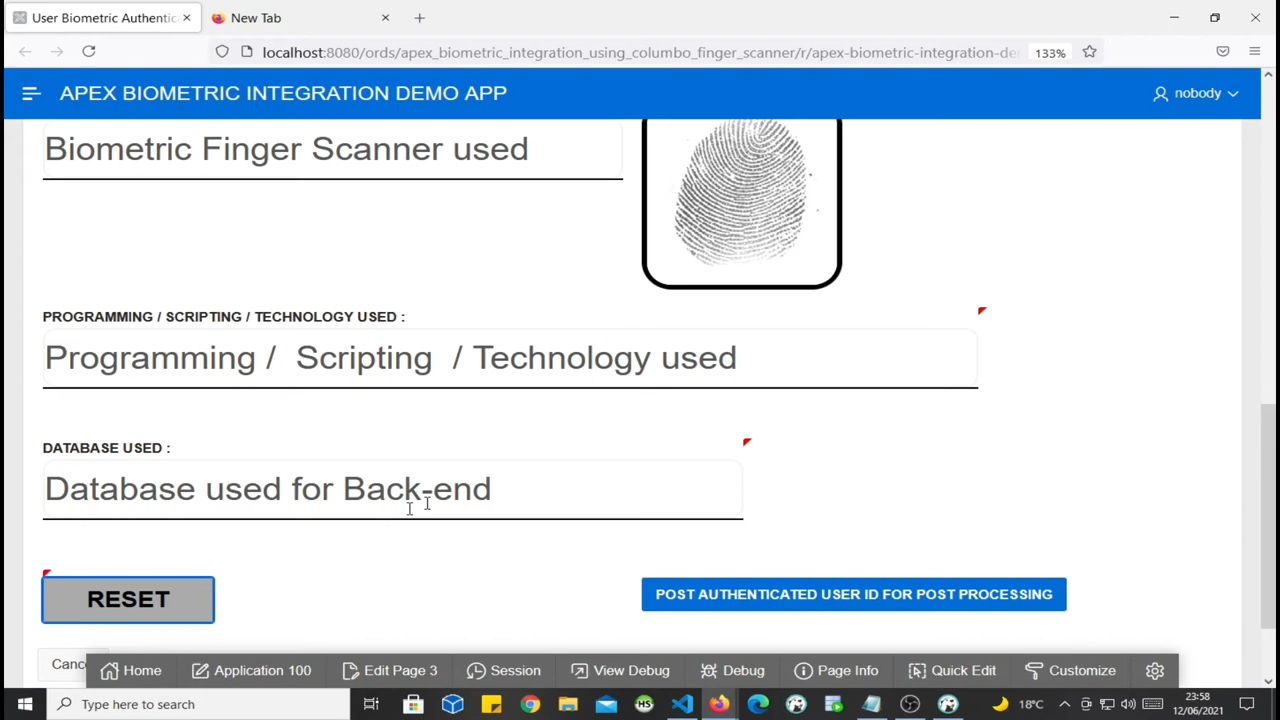 User Biometric Authentic
New Tab
localhost:8080/ords/apex_biometric_integration_using_columbo_finger_scanner/r/apex-biometric-integration-de
133%
APEX BIOMETRIC INTEGRATION DEMO APP
nobody
Biometric Finger Scanner used
PROGRAMMING / SCRIPTING / TECHNOLOGY USED :
Programming / Scripting / Technology used
DATABASE USED :
Database used for Back-end
RESET
POST AUTHENTICATED USER ID FOR POST PROCESSING
Canc
Home
Application 100
Edit Page 3
Session
View Debug
Debug
Page Info
Quick Edit
Customize
Type here to search
HS
18°C
23:58
12/06/2021